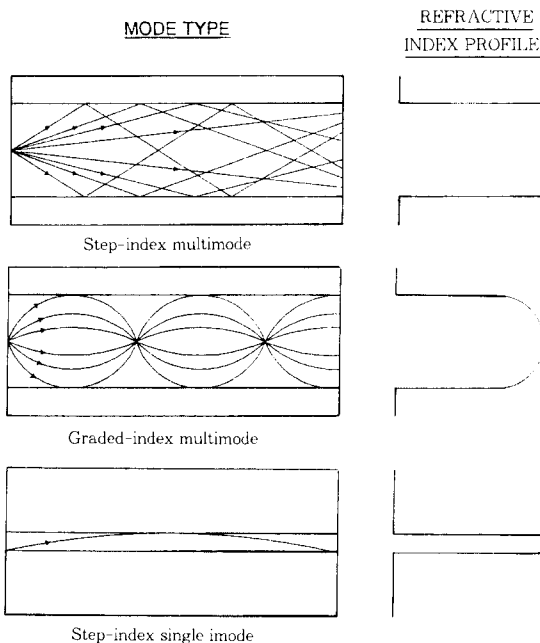 MODE TYPE
REFRACTIVE
INDEX PROFILE
Step-index multimode
Graded-index multimode
Step-index single imode